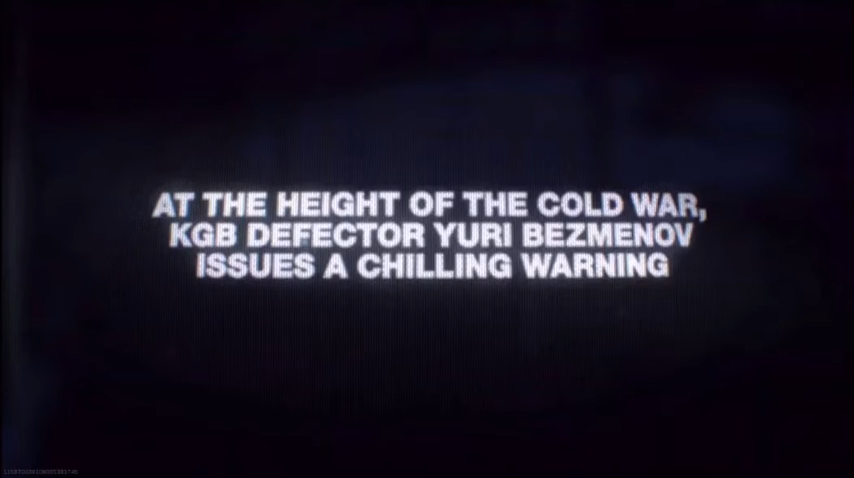 AT THE HEIGHT OF THE COLD WAR,
KGB DEFECTOR YURI BEZMENOV
ISSUES A CHILLING WARNING